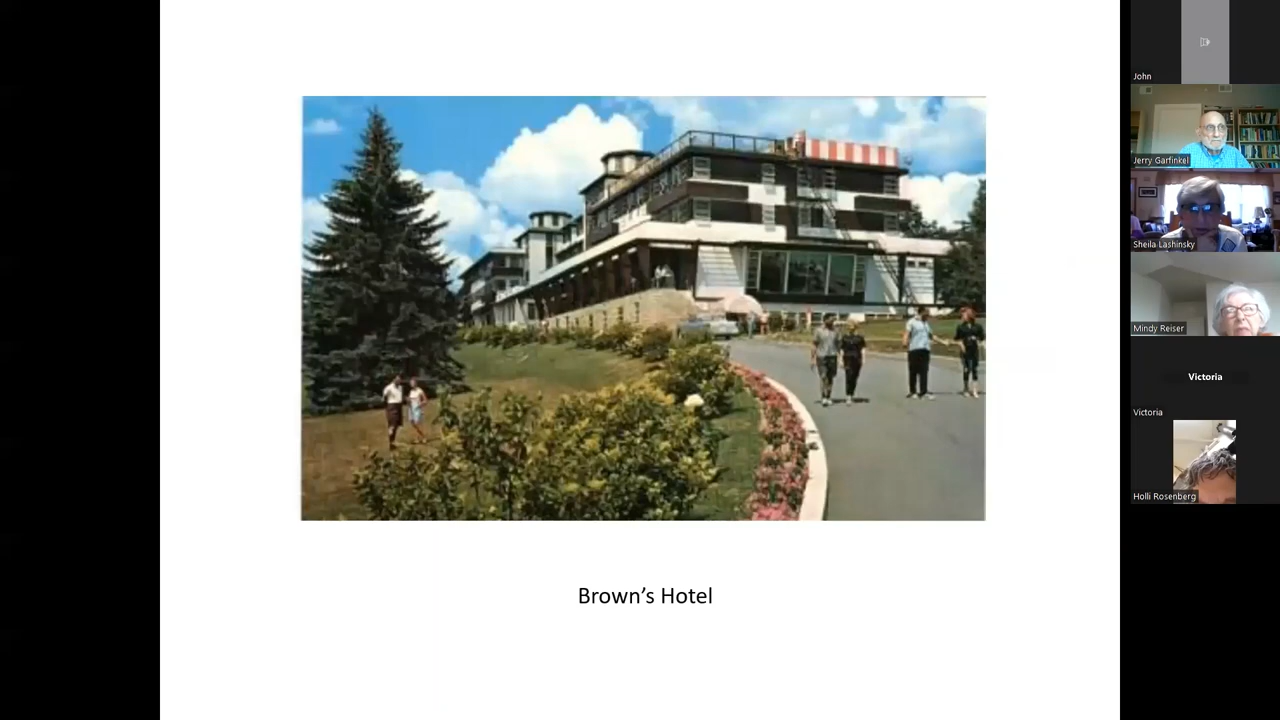 Brown’s Hotel
John
Jerry Garfinkel
Sheila Lashinsky
Mindy Reiser
Victoria
Victoria
Holli Rosenberg